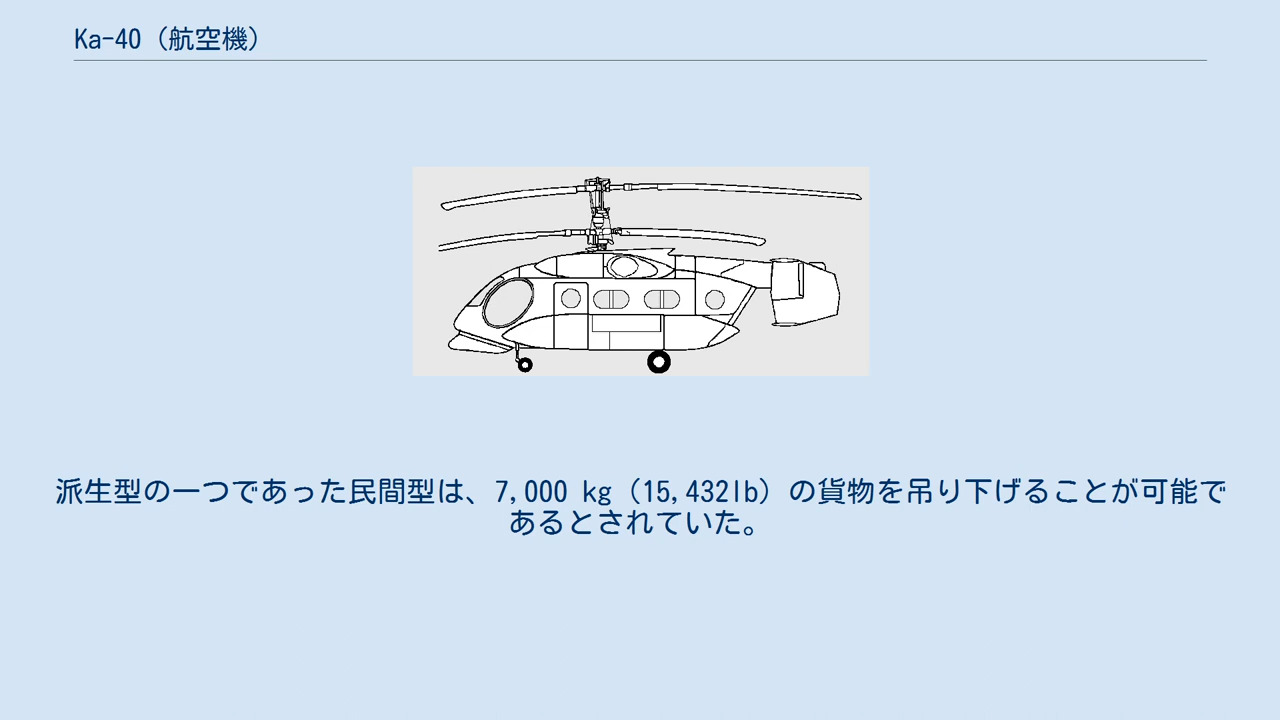 Ka-40（航空機）
派生型の一つであった民間型は、7,000 kg（15,432lb）の貨物を吊り下げることが可能で
あるとされていた。